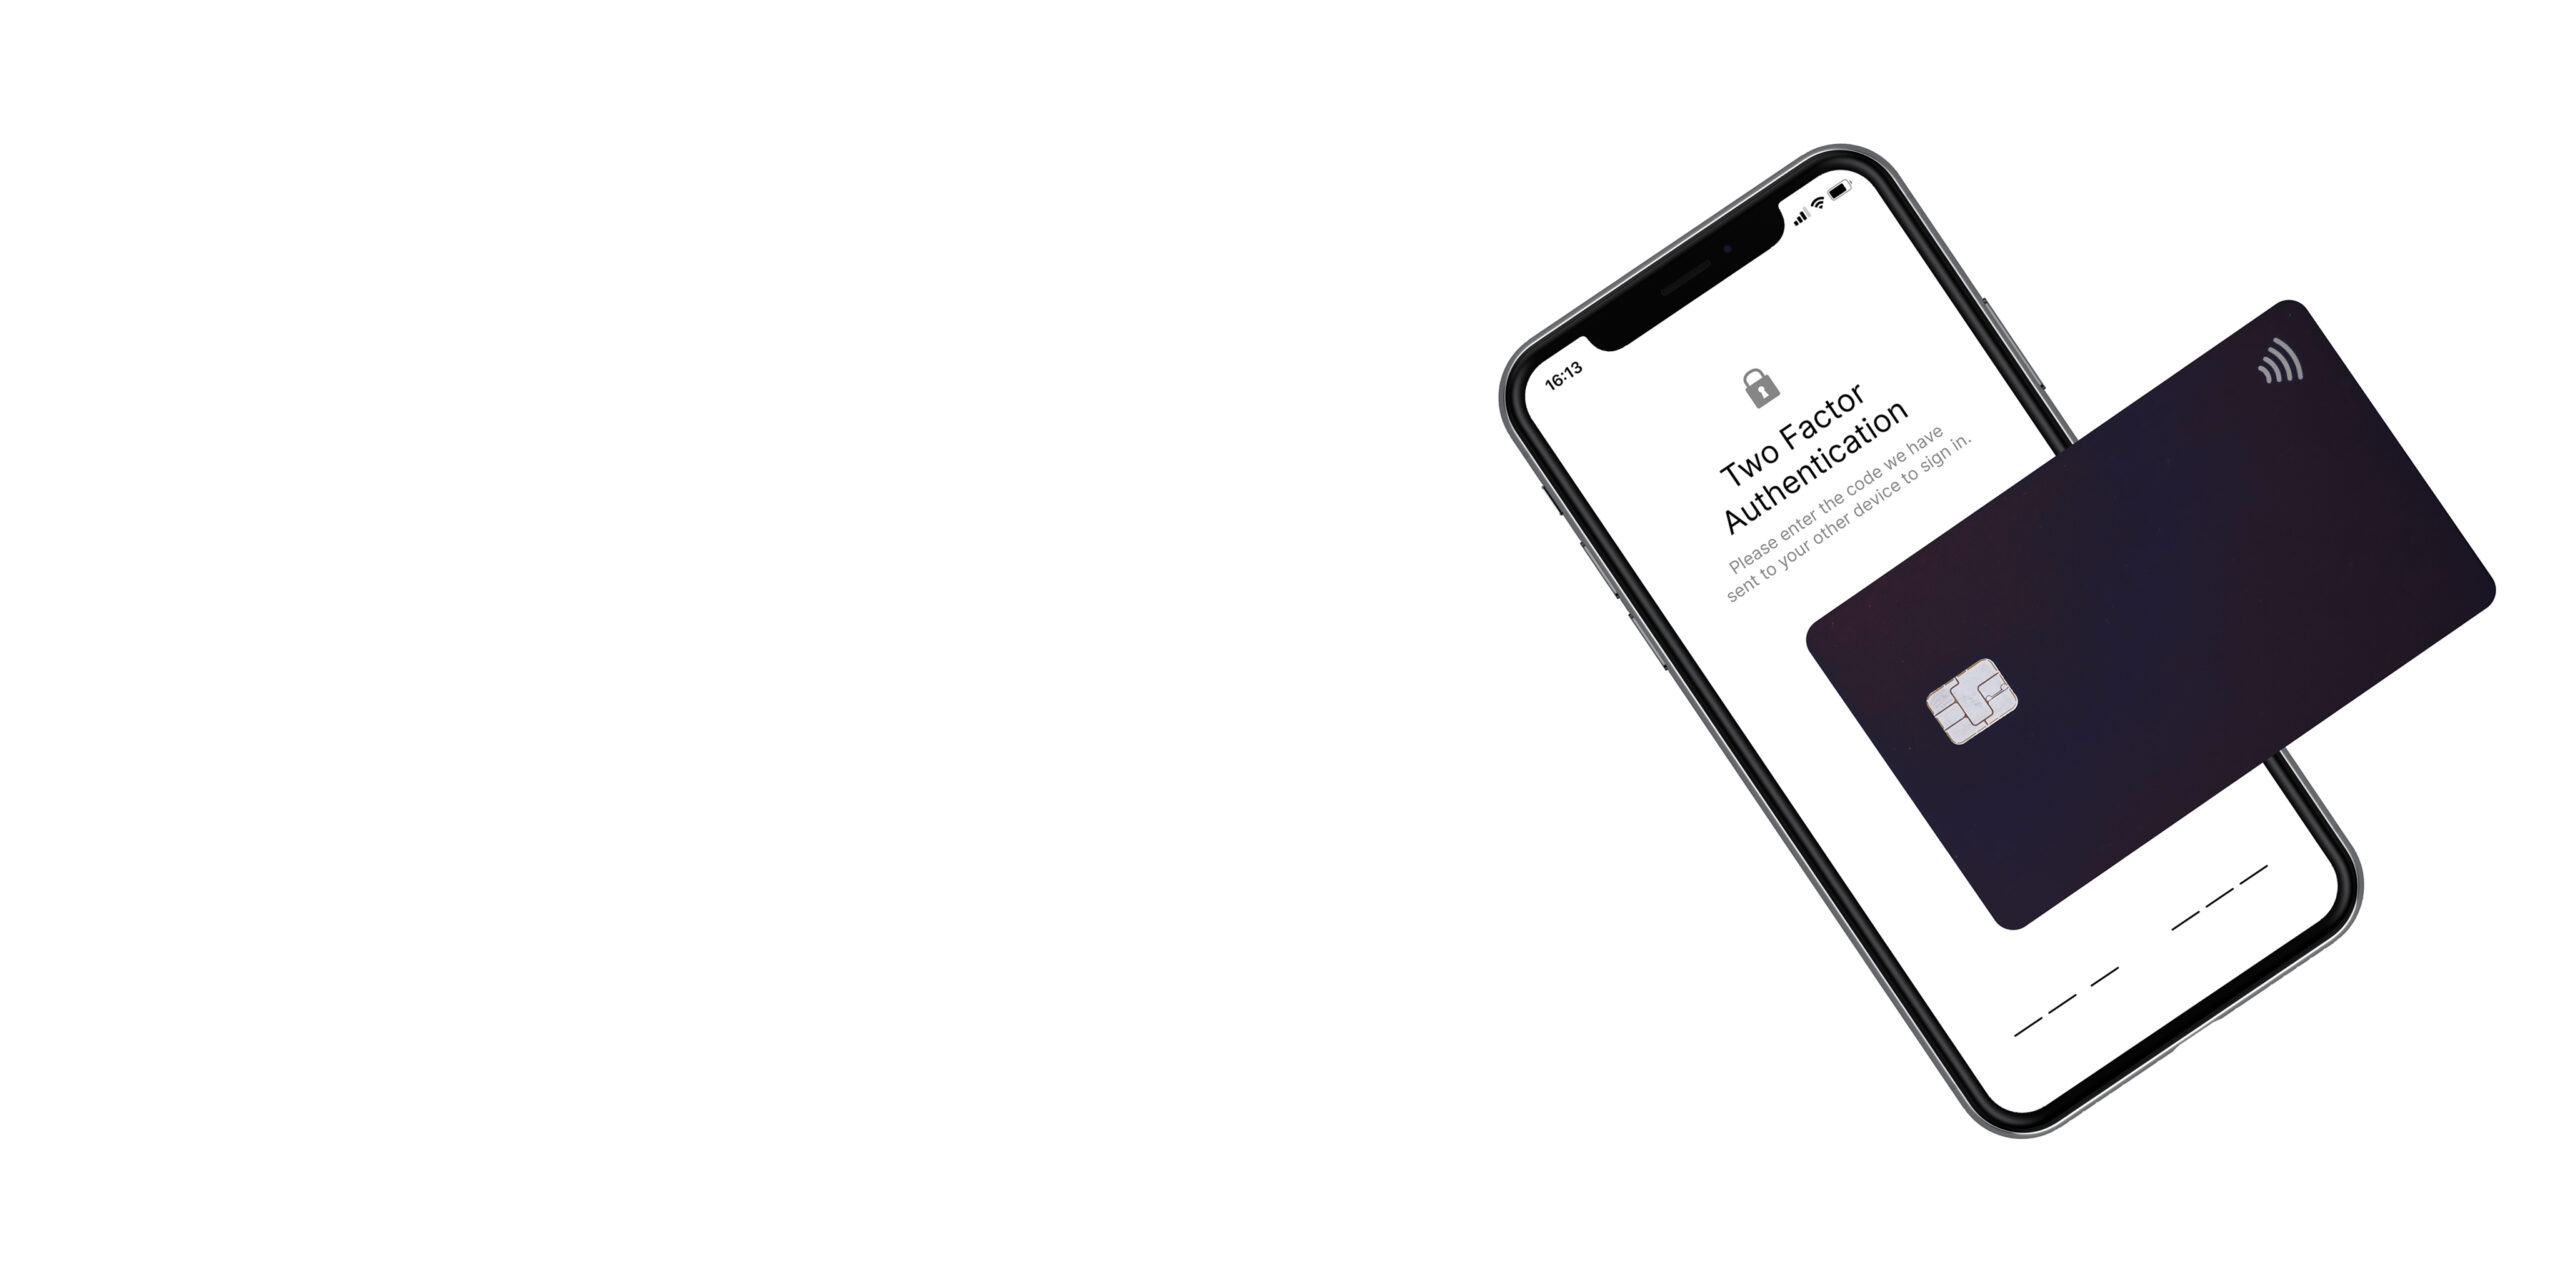 16:13
Two Factor
Authentication
Please enter the code we have
sent to your other device to sign in.